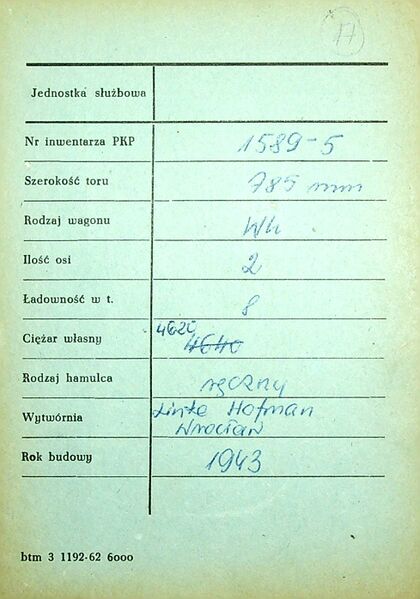 17
Jednostka służbowa
Nr inwentarza PKP 1589-5
Szerokość toru 785 mm
Rodzaj wagonu Wh
Ilość osi 2
Ładowność w t. 8
4620
Ciężar własny 4640
Rodzaj hamulca ręczny
Wytwórnia Linke Hofman
Wrocław
Rok budowy 1943
btm 3 1192-62 6000